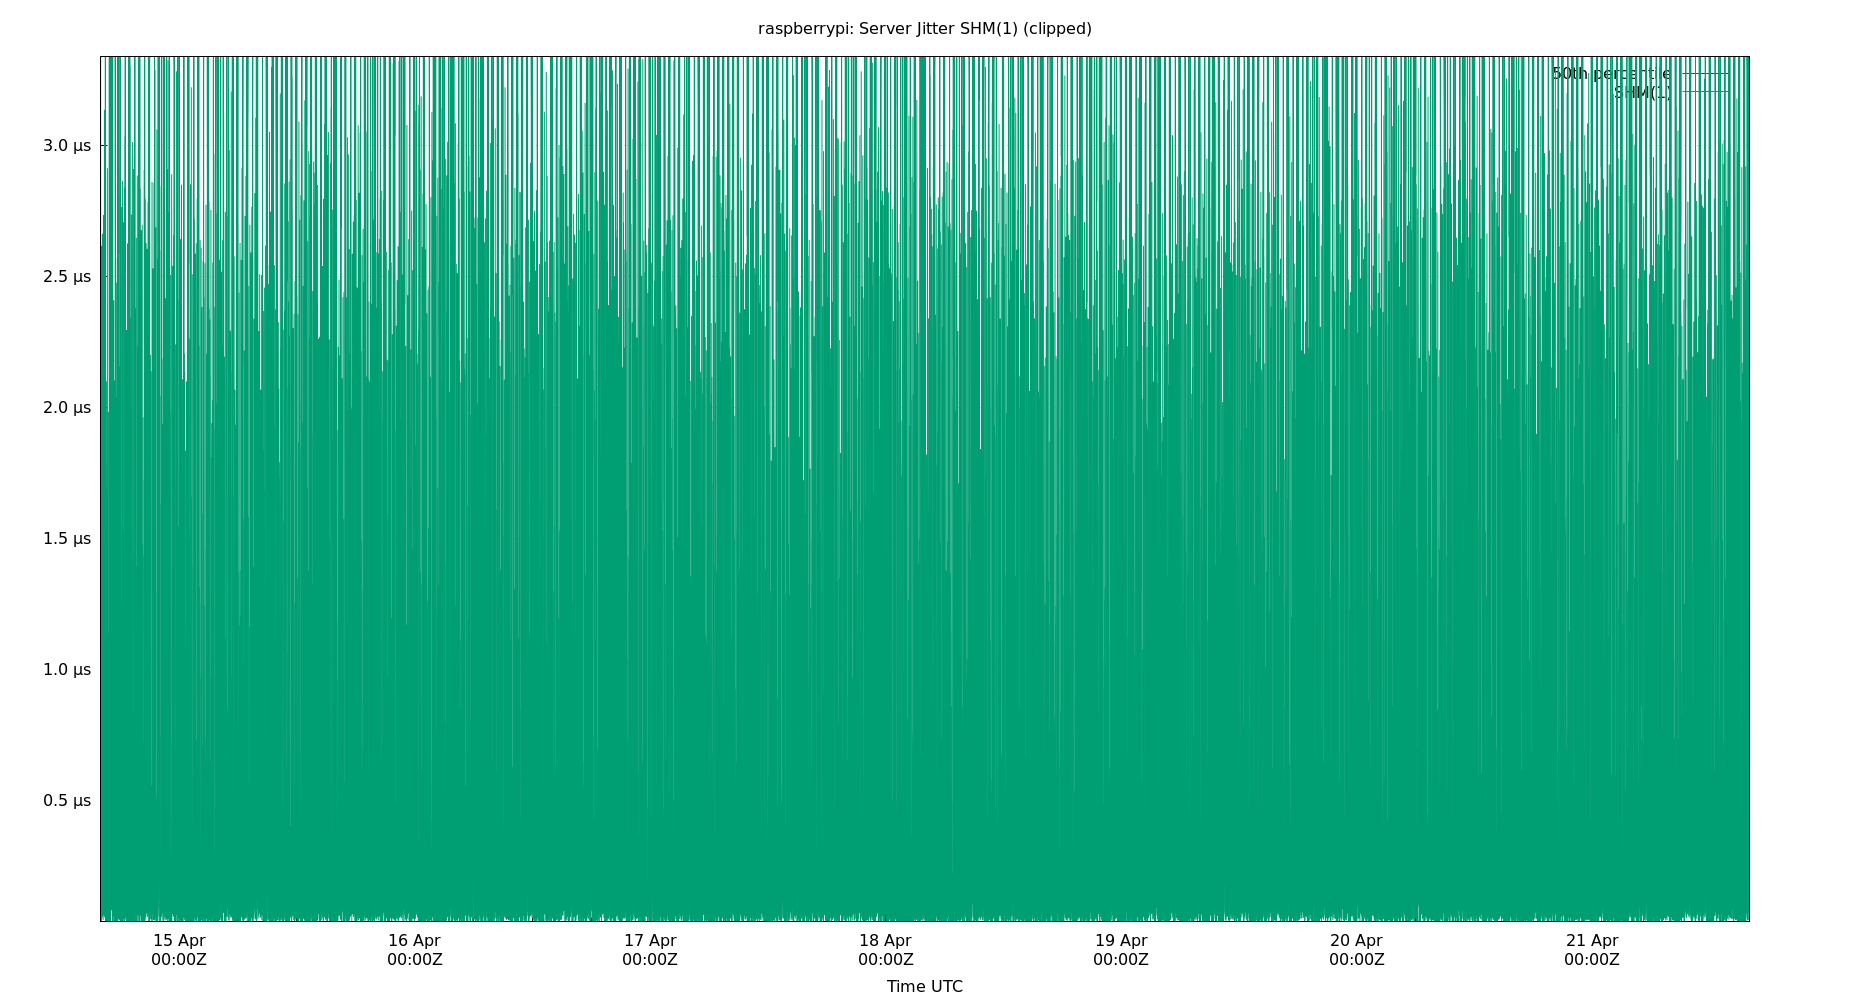 raspberrypi: Server Jitter SHM(1) (clipped)
50th percentile
SHM(1)
3.0 μs
2.5 μs
2.0 μs
1.5 μs
1.0 μs
0.5 μs
15 Apr 16 Apr 17 Apr 18 Apr 19 Apr 20 Apr 21 Apr
00:00Z 00:00Z 00:00Z 00:00Z 00:00Z 00:00Z 00:00Z
Time UTC